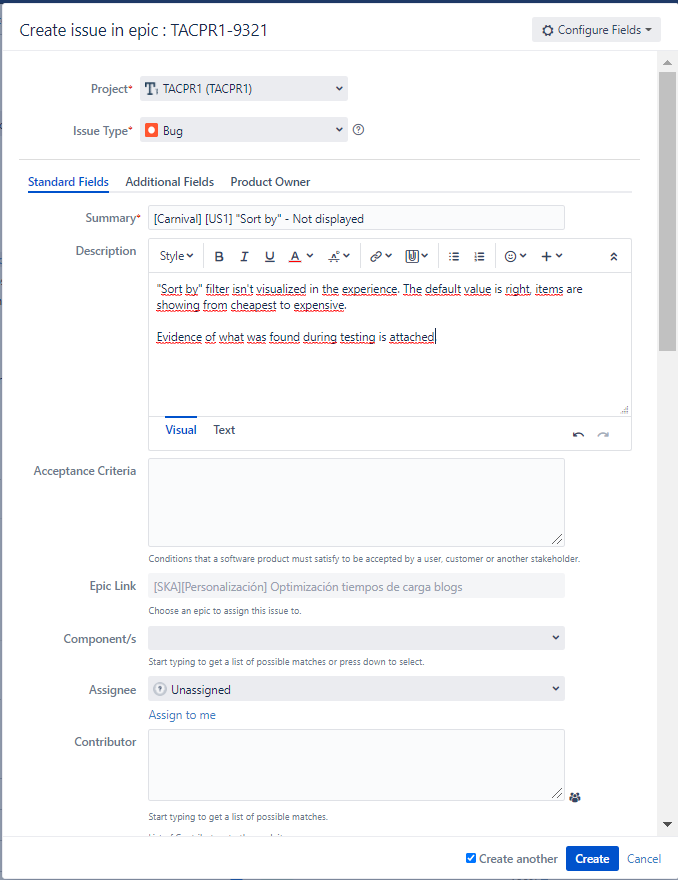 Create issue in epic : TACPR1-9321
Configure Fields
Project*
TACPR1 (TACPR1)
Issue Type*
Bug
Standard Fields Additional Fields Product Owner
Summary*
[Carnival] [US1] "Sort by" - Not displayed
Description
Style B I U A
"Sort by" filter isn't visualized in the experience. The default value is right, items are
showing from cheapest to expensive.
Evidence of what was found during testing is attached
Visual Text
Acceptance Criteria
Conditions that a software product must satisfy to be accepted by a user, customer or another stakeholder.
Epic Link
[SKA][Personalización] Optimización tiempos de carga blogs
Choose an epic to assign this issue to.
Component/s
Start typing to get a list of possible matches or press down to select.
Assignee
Unassigned
Assign to me
Contributor
Start typing to get a list of possible matches.
Create another Create Cancel